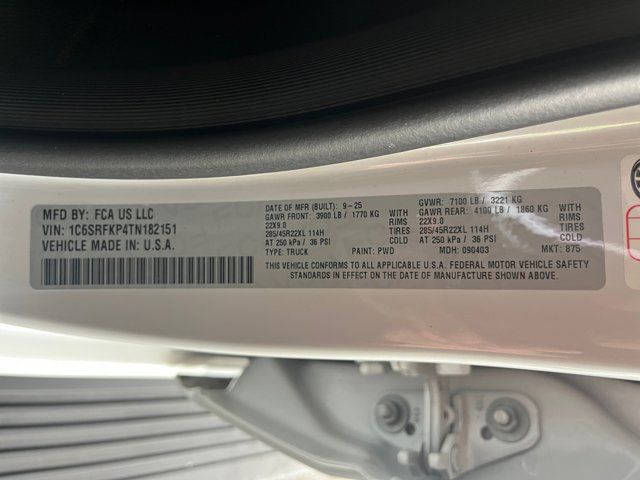 MFD BY: FCA US LLC
VIN: 1C6SRFKP4TN182151
VEHICLE MADE IN U.S.A.
DATE OF MFR (BUILT): 9-25 GVWR: 7100 LB / 3221 KG
GAWR FRONT: 3900 LB / 1770 KG WITH GAWR REAR: 4100 LB / 1860 KG WITH
22X9.0 RIMS 22X9.0 RIMS
285/45R22XL 114H TIRES 285/45R22XL 114H TIRES
AT 250 kPa / 36 PSI AT 250 kPa / 36 PSI
TYPE: TRUCK PAINT: PWD MDH: 090403 MKT: 875
THIS VEHICLE CONFORMS TO ALL APPLICABLE U.S.A. FEDERAL MOTOR VEHICLE SAFETY
STANDARDS IN EFFECT ON THE DATE OF MANUFACTURE SHOWN ABOVE.